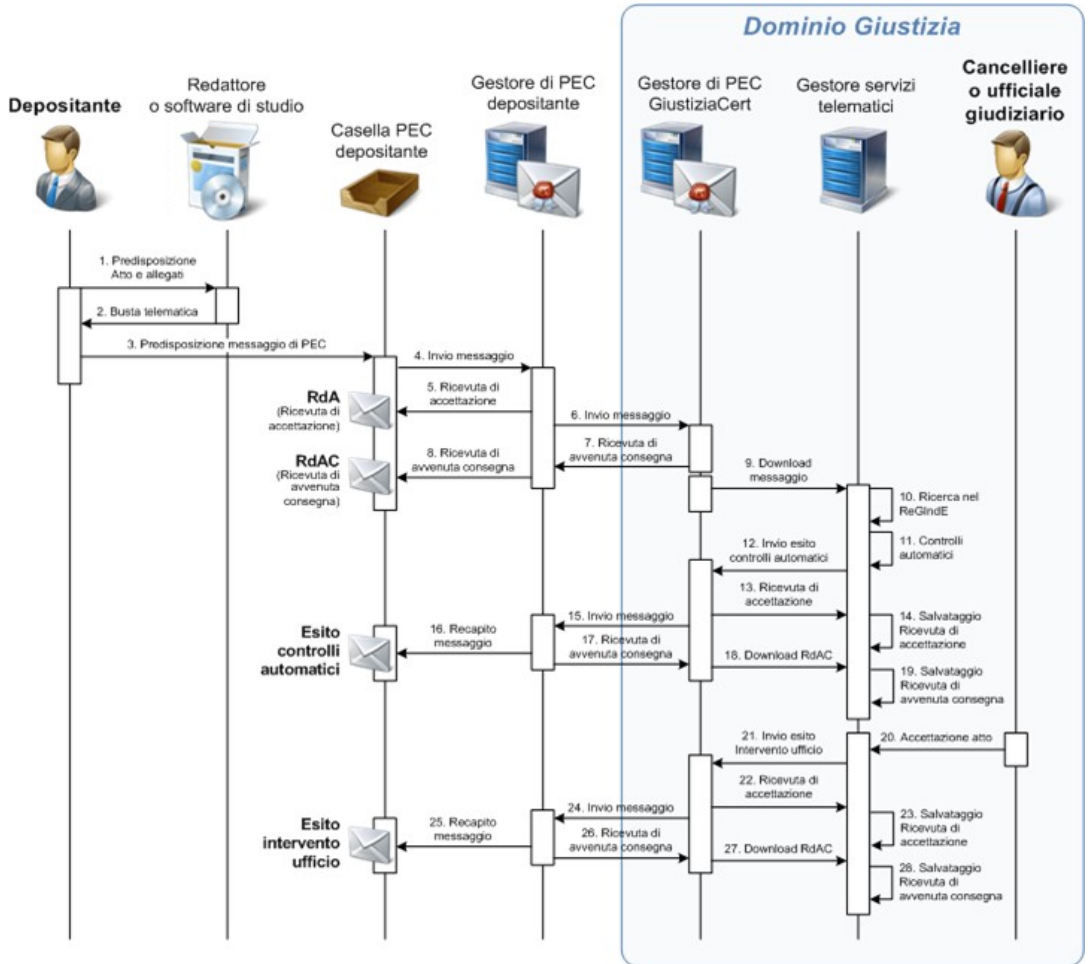 Dominio Giustizia
Depositante
Redattore
o software di studio
Casella PEC
depositante
Gestore di PEC
depositante
Gestore di PEC
GiustiziaCert
Gestore servizi
telematici
Cancelliere
o ufficiale
giudiziario
1. Predisposizione
Atto e allegati
2. Busta telematica
3. Predisposizione messaggio di PEC
4. Invio messaggio
5. Ricevuta di
accettazione
RdA
(Ricevuta di
accettazione)
6. Invio messaggio
7. Ricevuta di
avvenuta consegna
8. Ricevuta di
avvenuta consegna
RdAC
(Ricevuta di
avvenuta
consegna)
9. Download
messaggio
10. Ricerca nel
ReGIndE
11. Controlli
automatici
12. Invio esito
controlli automatici
13. Ricevuta di
accettazione
14. Salvataggio
Ricevuta di
accettazione
15. Invio messaggio
16. Recapito
messaggio
Esito
controlli
automatici
17. Ricevuta di
avvenuta consegna
18. Download RdAC
19. Salvataggio
Ricevuta di
avvenuta consegna
20. Accettazione atto
21. Invio esito
Intervento ufficio
22. Ricevuta di
accettazione
23. Salvataggio
Ricevuta di
accettazione
24. Invio messaggio
25. Recapito
messaggio
Esito
intervento
ufficio
26. Ricevuta di
avvenuta consegna
27. Download RdAC
28. Salvataggio
Ricevuta di
avvenuta consegna